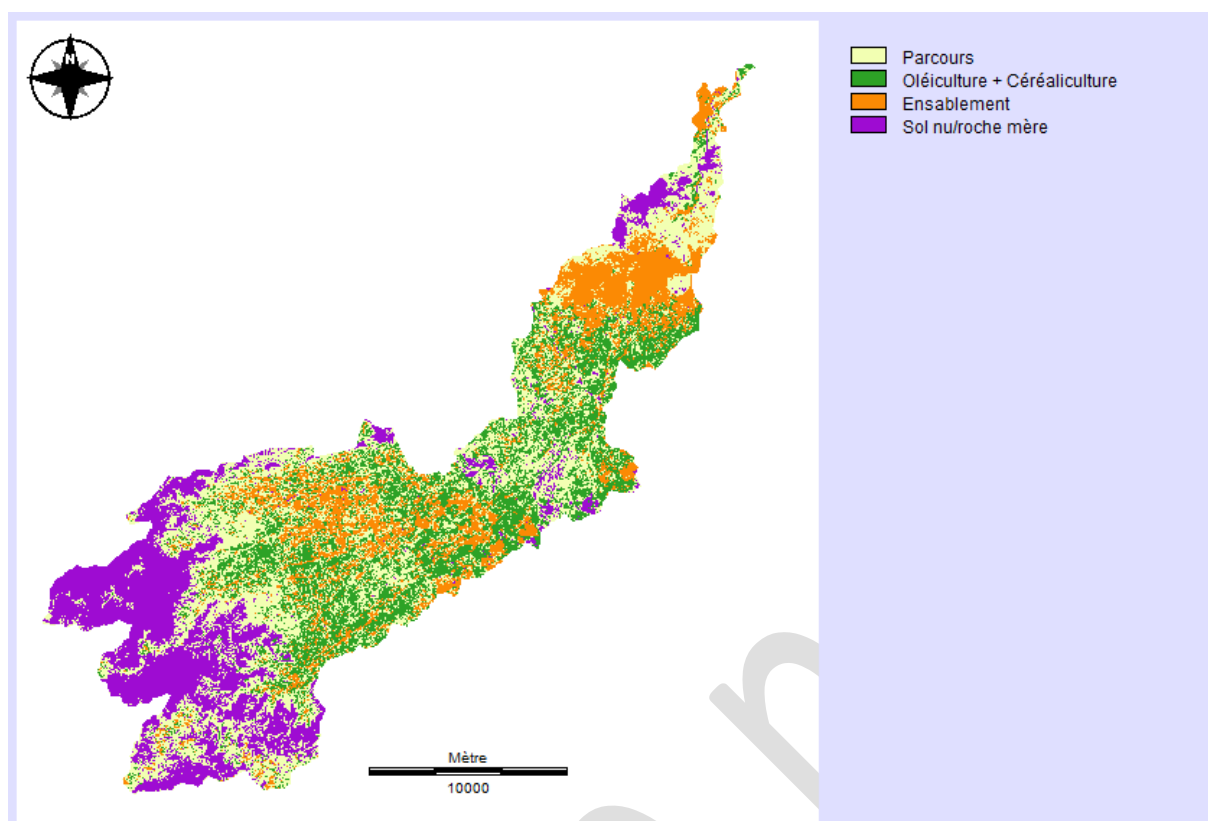 N
Parcours
Oléiculture + Céréaliculture
Ensablement
Sol nu/roche mère
Mètre
10000